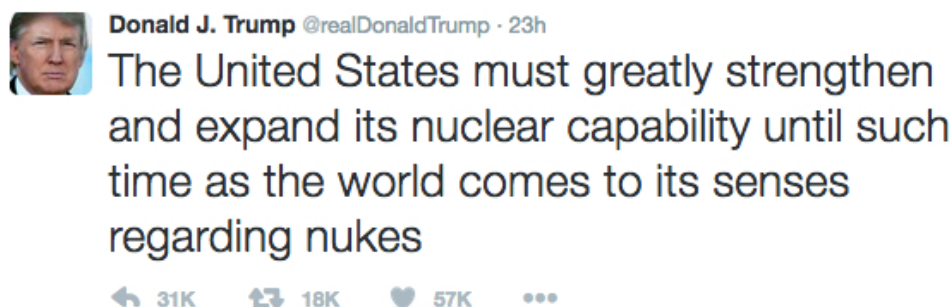 Donald J. Trump @realDonaldTrump · 23h
The United States must greatly strengthen
and expand its nuclear capability until such
time as the world comes to its senses
regarding nukes
31K 18K 57K